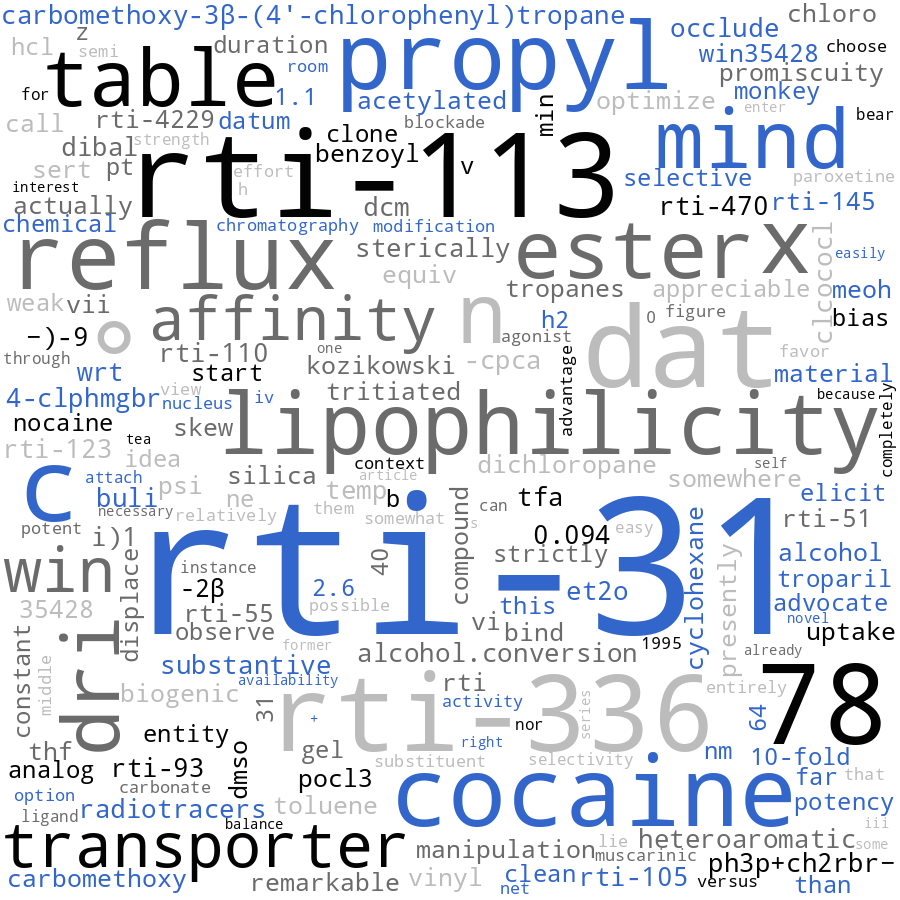 carbomethoxy-3β-(4'-chlorophenyl)tropane
chloro
hcl
z
semi
duration
propyl
occlude
win35428
choose
table
room
promiscuity
for
1.1
acetylated
optimize
monkey
enter
call
rti-4229
datum
clone
blockade
min
mind
bear
dibal
strength
rti-113
benzoyl
v
sert
pt
effort
h
selective
paroxetine
interest
actually
dcm
rti-470
rti-145
chemical
chromatography
modification
reflux
sterically
ester
x
clcococl
easily
equiv
tropanes
appreciable
meoh
weak
vii
o
affinity
n
h2
dat
0
figure
bias
-)-9
rti-110
one
agonist
favor
through
wrt
start
kozikowski
-cpca
advantage
material
4-clphmgbr
view
nucleus
iv
tritiated
lipophilicity
because
completely
nocaine
skew
rti-123
tea
idea
context
self
dichloropane
somewhere
c
attach
psi
silica
article
buli
ne
temp
b
can
tfa
elicit
necessary
relatively
them
somewhat
s
compound
0.094
easy
rti-51
potent
i)1
rti-31
strictly
cyclohexane
win
displace
instance
40
presently
alcohol
-2β
2.6
et2o
troparil
35428
rti-55
possible
this
advocate
novel
observe
vi
bind
uptake
constant
dri
former
1995
already
middle
substantive
alcohol.conversion
availability
rti
78
biogenic
31
rti-336
activity
entirely
+
series
64
entity
nor
thf
gel
right
nm
10-fold
analog
rti-93
dmso
pocl3
substituent
selectivity
far
that
option
carbonate
cocaine
potency
ligand
radiotracers
toluene
balance
iii
transporter
manipulation
lie
heteroaromatic
some
muscarinic
ph3p+ch2rbr−
carbomethoxy
remarkable
vinyl
clean
net
rti-105
versus
than